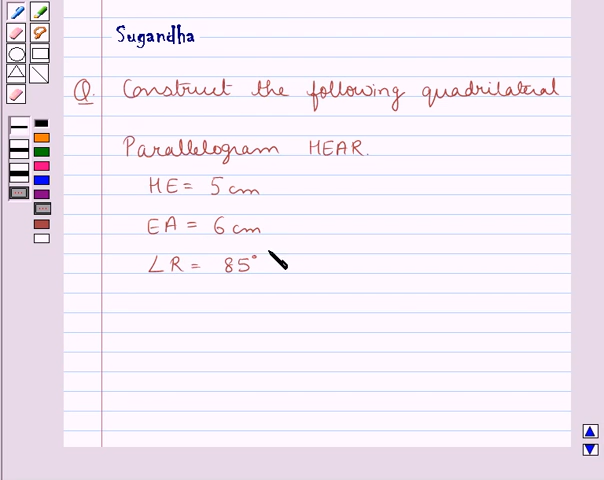 Sugandha
Q. Construct the following quadrilateral
Parallelogram HEAR.
HE = 5 cm
EA = 6 cm
∠R = 85°